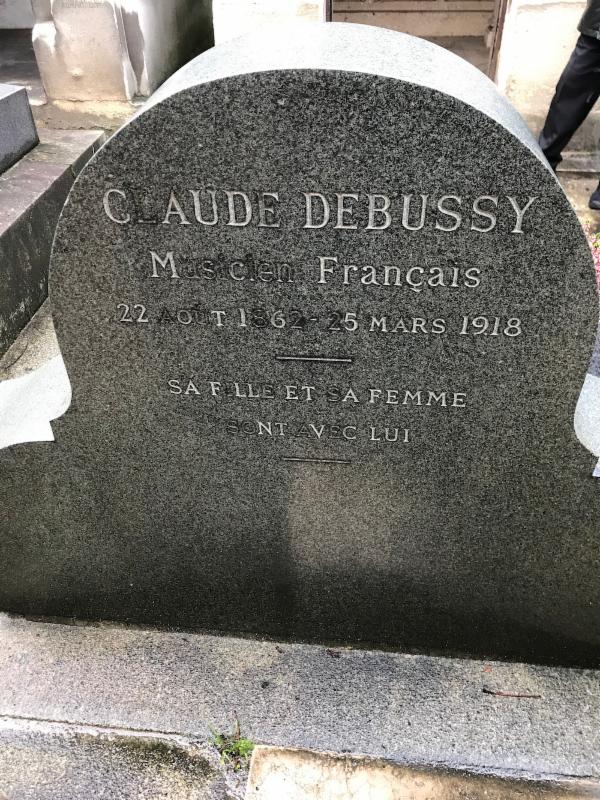 CLAUDE DEBUSSY
Musicien Français
22 AOUT 1862 - 25 MARS 1918
SA FILLE ET SA FEMME
SONT AVEC LUI